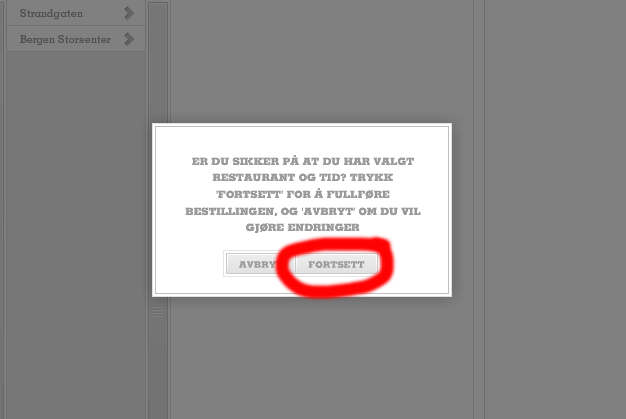 Strandgaten
Bergen Storsenter
ER DU SIKKER PÅ AT DU HAR VALGT
RESTAURANT OG TID? TRYKK
'FORTSETT' FOR Å FULLFØRE
BESTILLINGEN, OG 'AVBRYT' OM DU VIL
GJØRE ENDRINGER
AVBRY FORTSETT